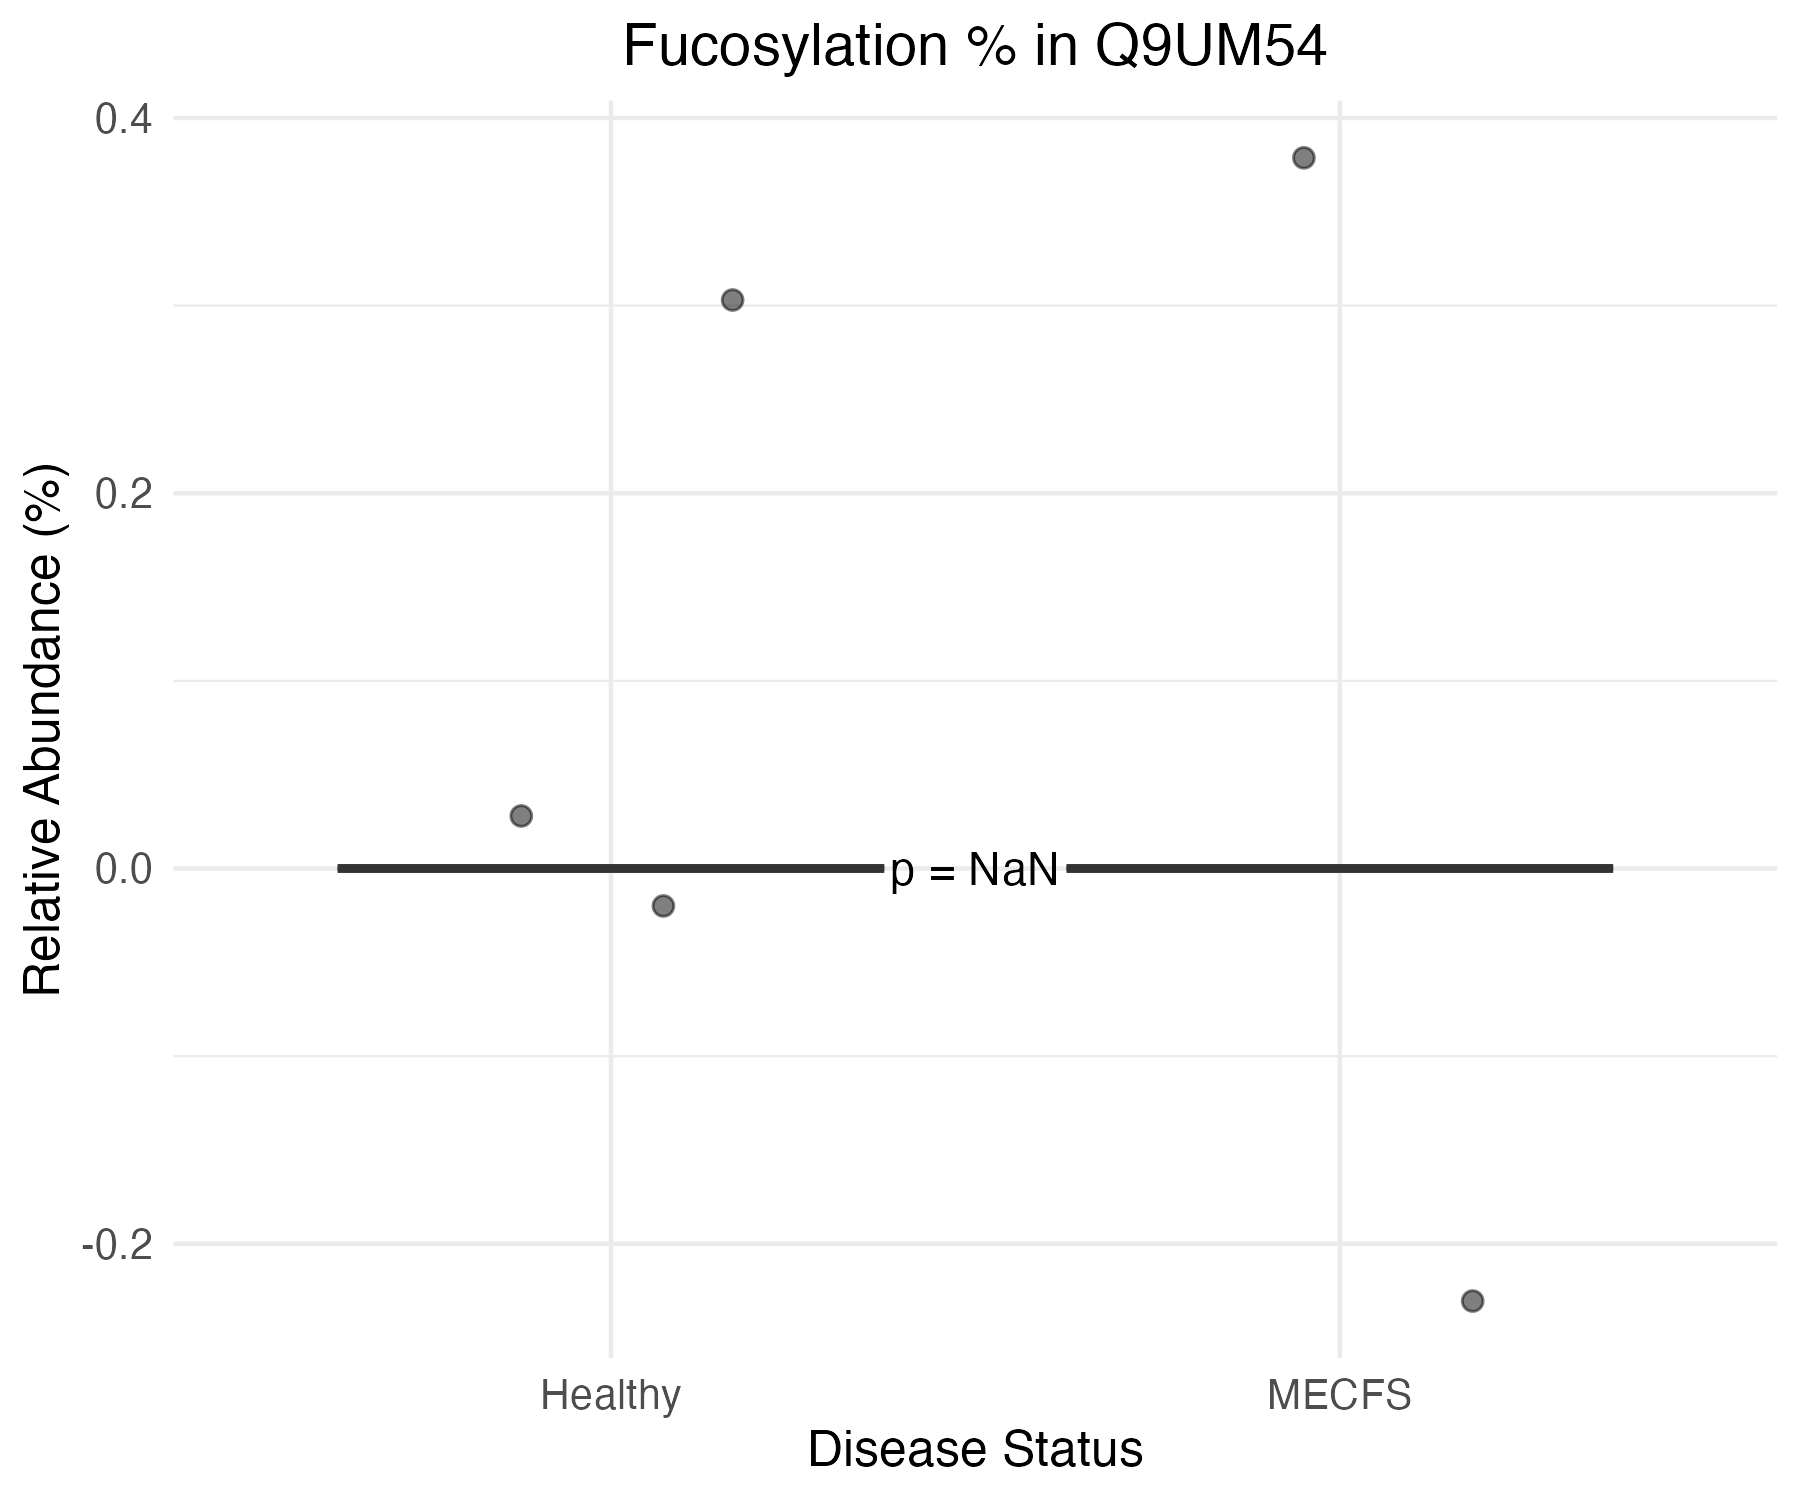 Fucosylation % in Q9UM54
0.4
0.2
0.0
-0.2
Relative Abundance (%)
p = NaN
Healthy
MECFS
Disease Status